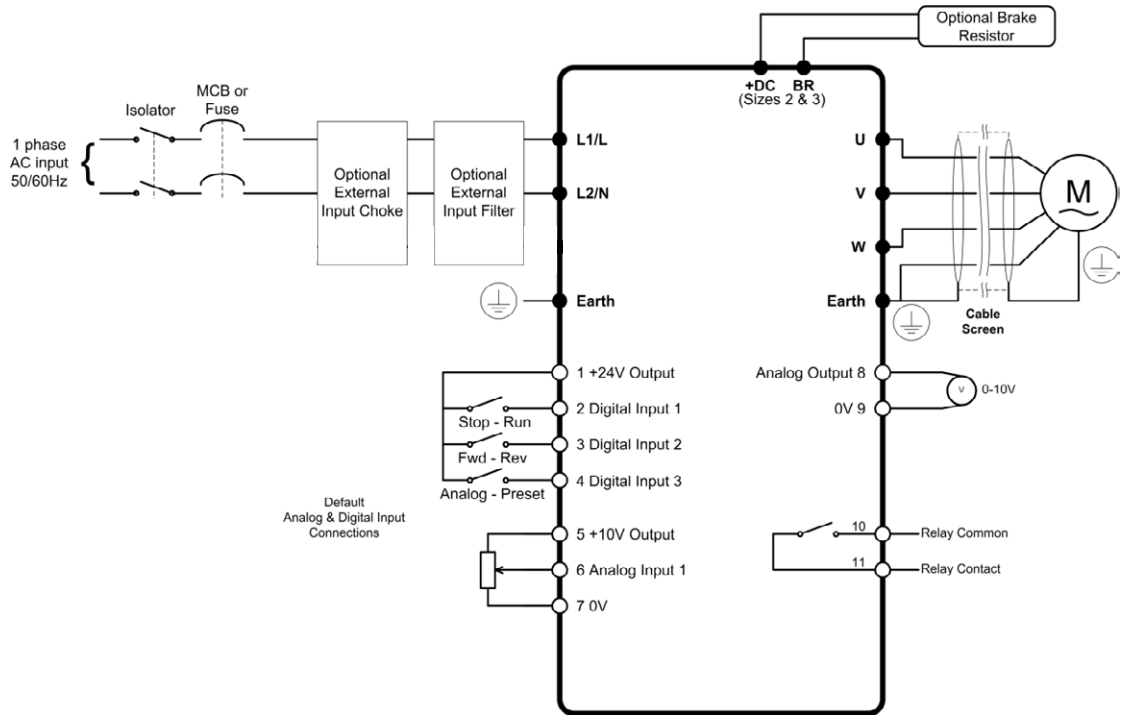 Optional Brake
Resistor
+DC BR
(Sizes 2 & 3)
Isolator
MCB or
Fuse
1 phase
AC input
50/60Hz
{
Optional
External
Input Choke
Optional
External
Input Filter
L1/L
L2/N
Earth
U
V
W
Earth
M
Cable
Screen
1 +24V Output
2 Digital Input 1
Stop - Run
3 Digital Input 2
Fwd - Rev
4 Digital Input 3
Analog - Preset
Default
Analog & Digital Input
Connections
5 +10V Output
6 Analog Input 1
7 0V
Analog Output 8
V
0-10V
0V 9
10
Relay Common
11
Relay Contact